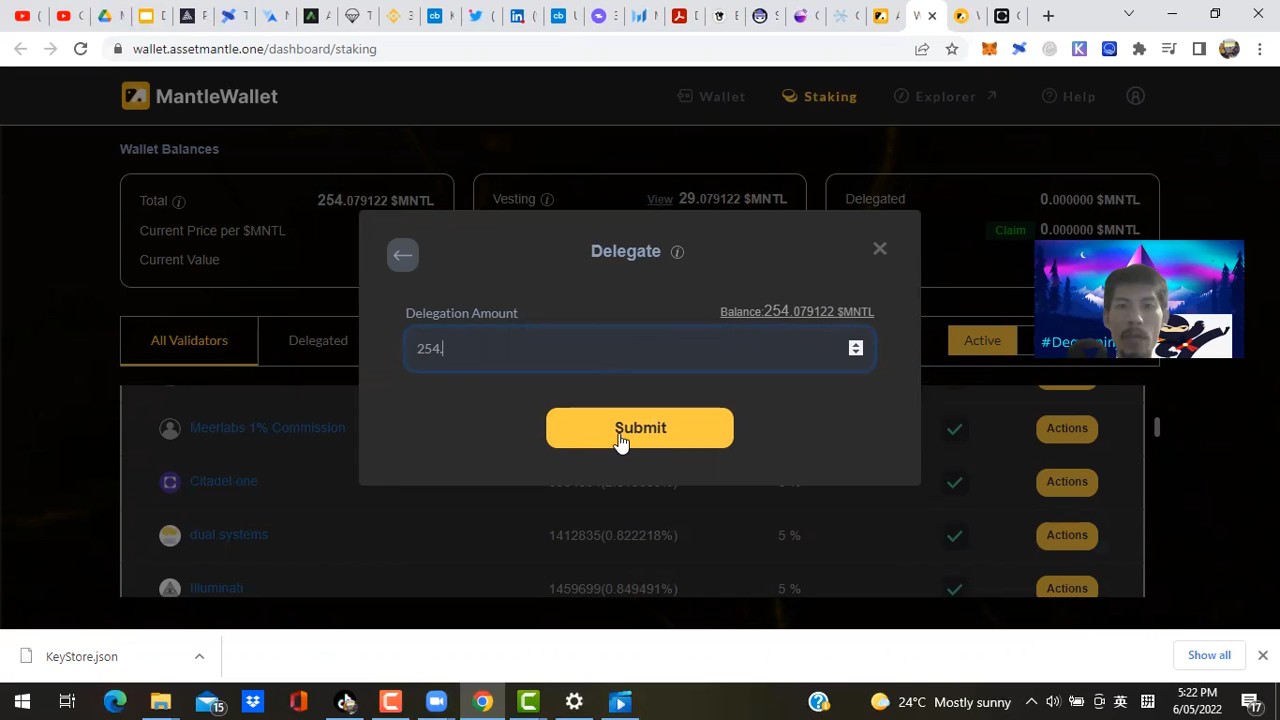 wallet.assetmantle.one/dashboard/staking
MantleWallet
Wallet
Staking
Explorer
Help
Wallet Balances
Total
254.079122 $MNTL
Current Price per $MNTL
Current Value
Vesting
View
29.079122 $MNTL
Delegated
0.000000 $MNTL
Claim
0.000000 $MNTL
Delegate
Delegation Amount
Balance:254.079122 $MNTL
254.
Submit
All Validators
Delegated
Active
Meerlabs 1% Commission
Actions
Citadel.one
Actions
dual.systems
1412835(0.822218%)
5 %
Actions
Illuminati
1459699(0.849491%)
5 %
Actions
KeyStore.json
Show all
15
24°C Mostly sunny
英
5:22 PM
6/05/2022
17